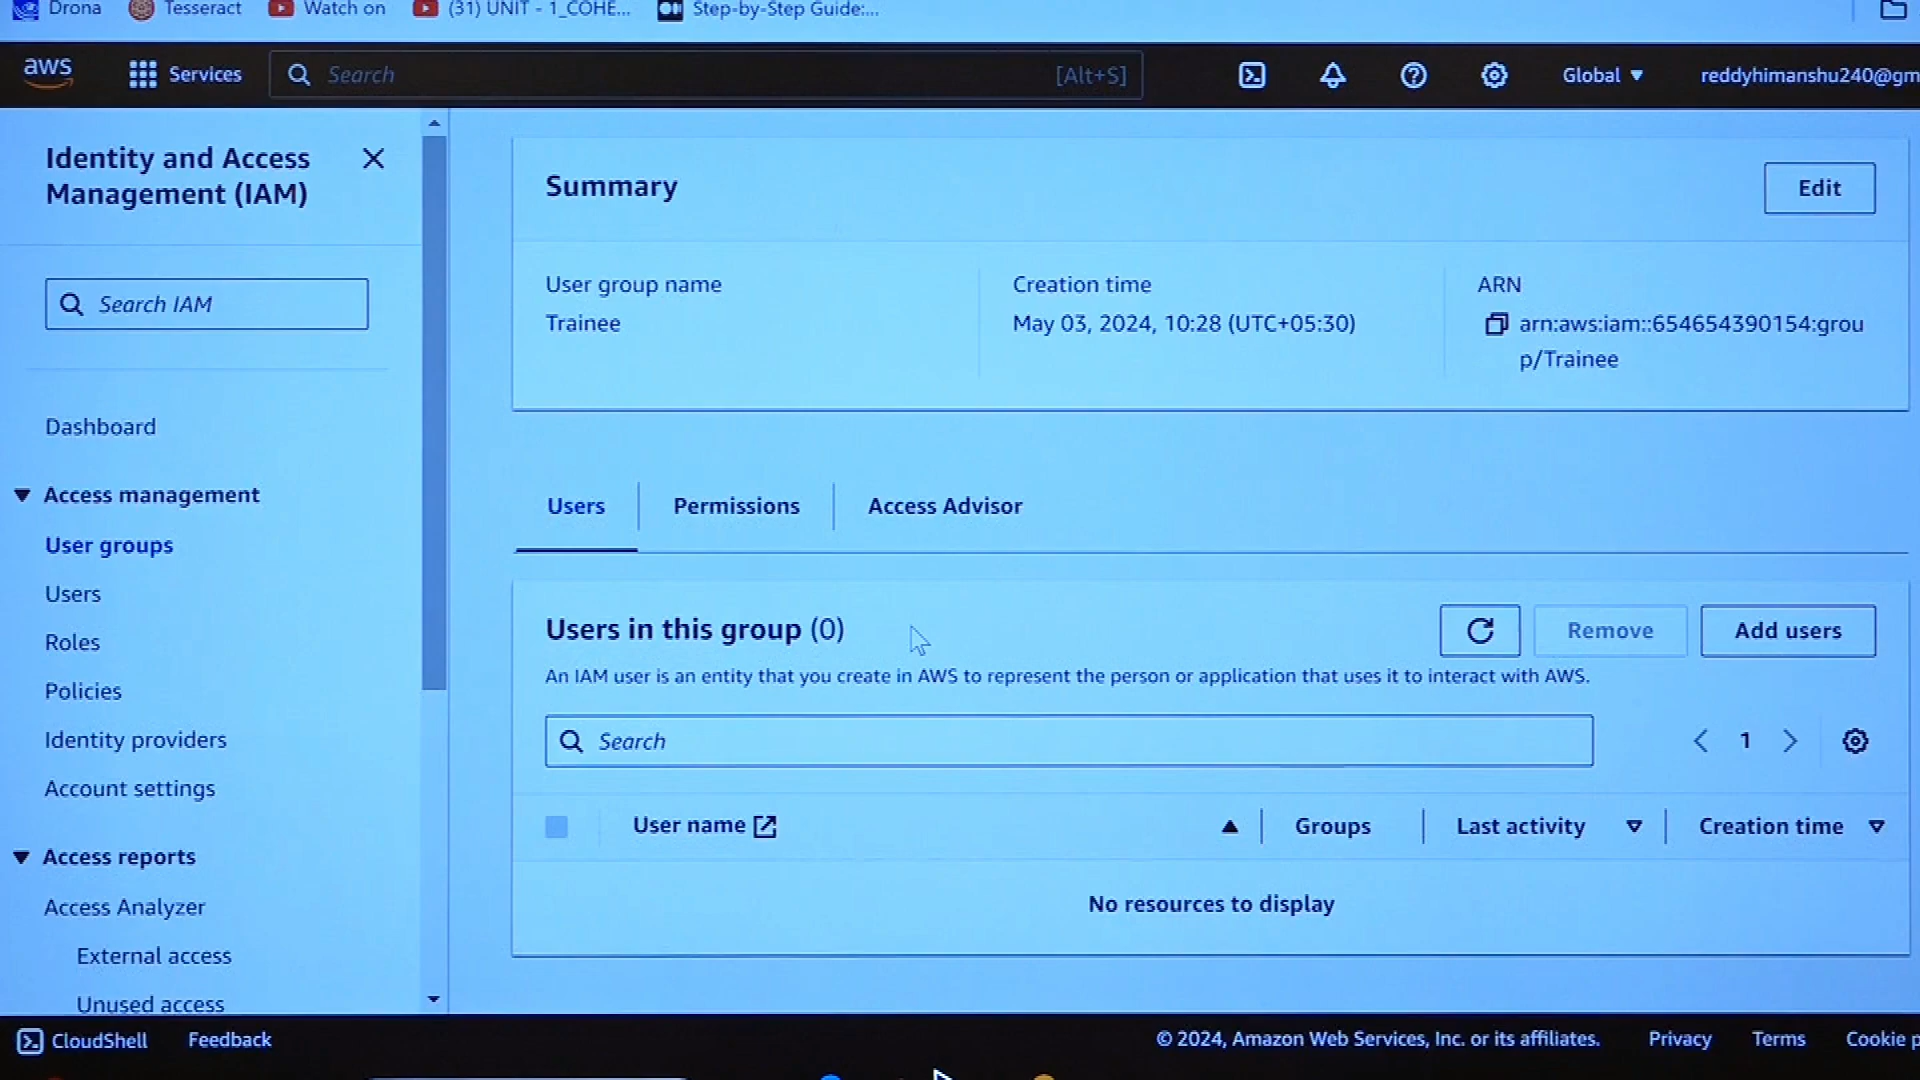 Drona Tesseract Watch on (31) UNIT - 1_COHE... Step-by-Step Guide:...
aws Services Search [Alt+S] Global reddyhimanshu240@gm
Identity and Access
Management (IAM)
Search IAM
Dashboard
Access management
User groups
Users
Roles
Policies
Identity providers
Account settings
Access reports
Access Analyzer
External access
Unused access
Summary
Edit
User group name
Trainee
Creation time
May 03, 2024, 10:28 (UTC+05:30)
ARN
arn:aws:iam::654654390154:grou
p/Trainee
Users Permissions Access Advisor
Users in this group (0)
Remove Add users
An IAM user is an entity that you create in AWS to represent the person or application that uses it to interact with AWS.
Search
1
User name Groups Last activity Creation time
No resources to display
CloudShell Feedback © 2024, Amazon Web Services, Inc. or its affiliates. Privacy Terms Cookie p